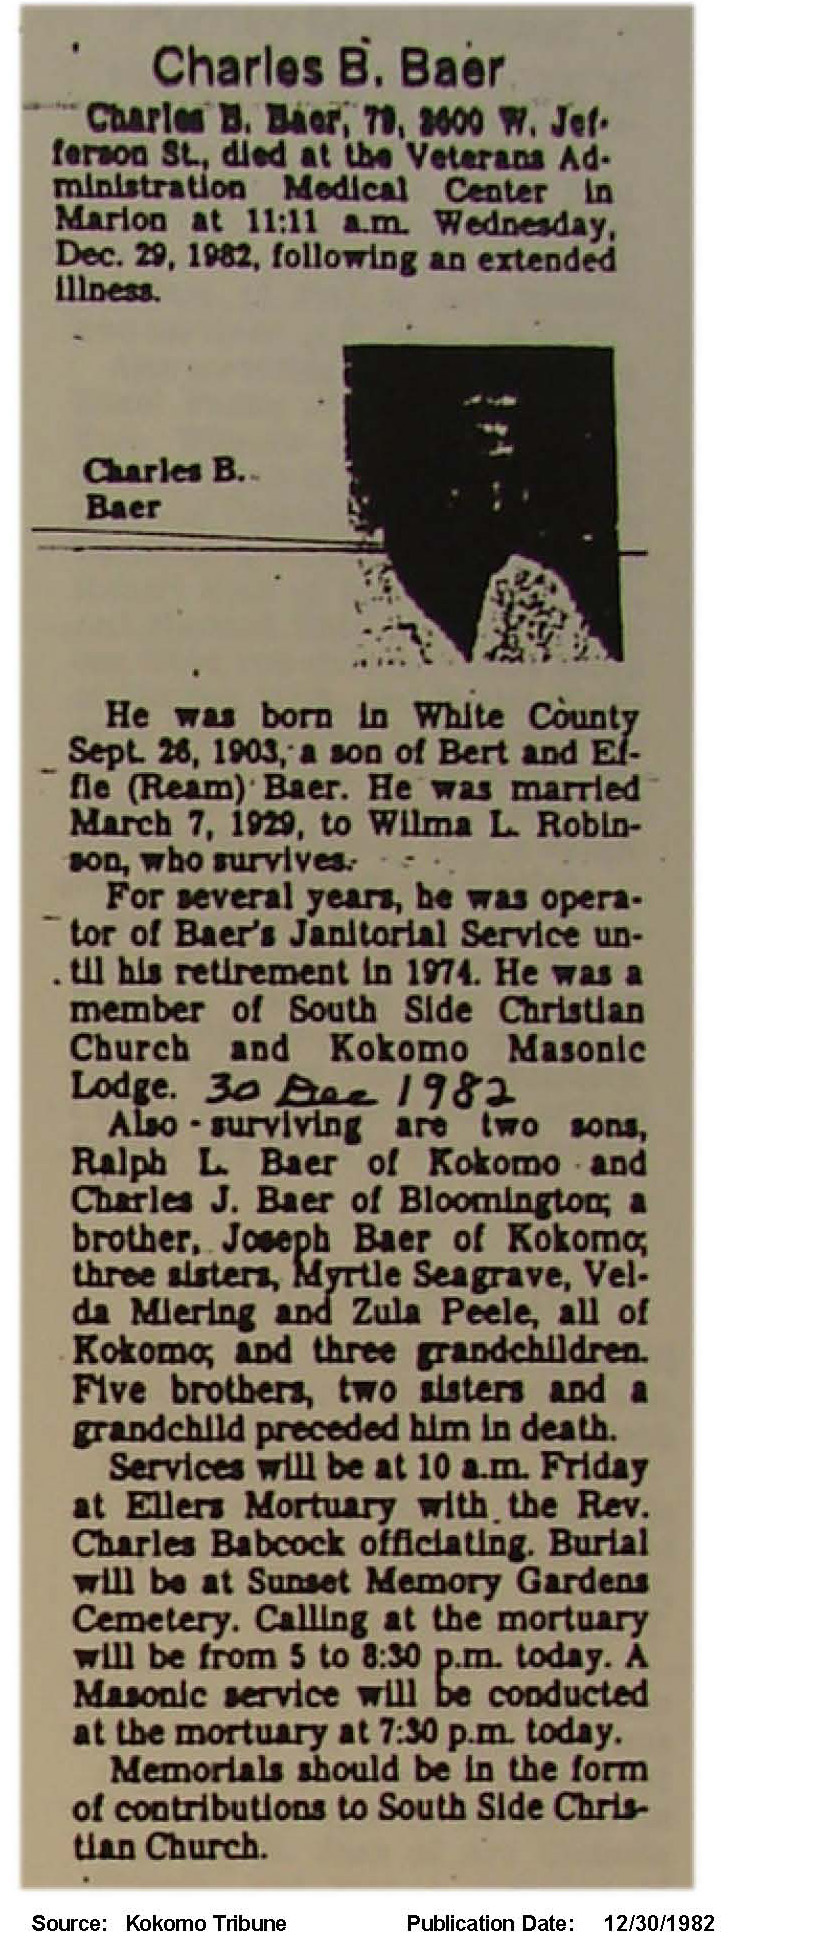 Charles B. Baer
Charles B. Baer, 79, 2600 W. Jef-
ferson St., died at the Veterans Ad-
ministration Medical Center in
Marion at 11:11 a.m. Wednesday,
Dec. 29, 1982, following an extended
illness.
Charles B.
Baer
He was born in White County
Sept. 26, 1903, a son of Bert and Ef-
fie (Ream) Baer. He was married
March 7, 1929, to Wilma L. Robin-
son, who survives.
For several years, he was opera-
tor of Baer's Janitorial Service un-
til his retirement in 1974. He was a
member of South Side Christian
Church and Kokomo Masonic
Lodge. 30 Dec 1982
Also surviving are two sons,
Ralph L. Baer of Kokomo and
Charles J. Baer of Bloomington; a
brother, Joseph Baer of Kokomo;
three sisters, Myrtle Seagrave, Vel-
da Miering and Zula Peele, all of
Kokomo; and three grandchildren.
Five brothers, two sisters and a
grandchild preceded him in death.
Services will be at 10 a.m. Friday
at Ellers Mortuary with the Rev.
Charles Babcock officiating. Burial
will be at Sunset Memory Gardens
Cemetery. Calling at the mortuary
will be from 5 to 8:30 p.m. today. A
Masonic service will be conducted
at the mortuary at 7:30 p.m. today.
Memorials should be in the form
of contributions to South Side Chris-
tian Church.
Source: Kokomo Tribune Publication Date: 12/30/1982